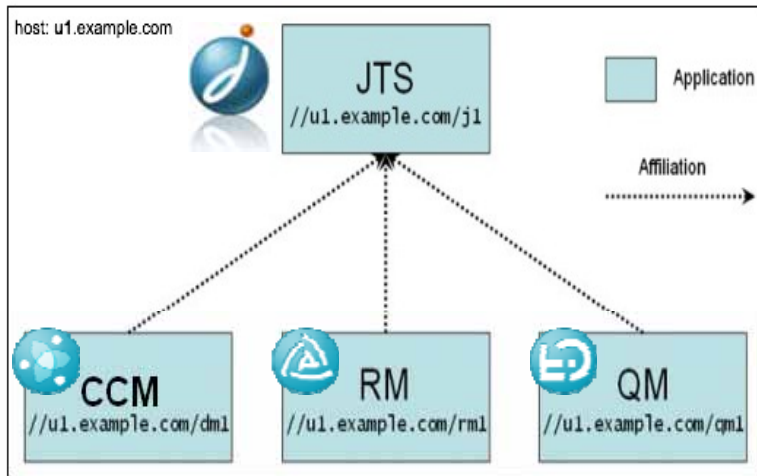 host: u1.example.com
JTS
//u1.example.com/j1
Application
Affiliation
CCM
//u1.example.com/dm1
RM
//u1.example.com/rm1
QM
//u1.example.com/qm1